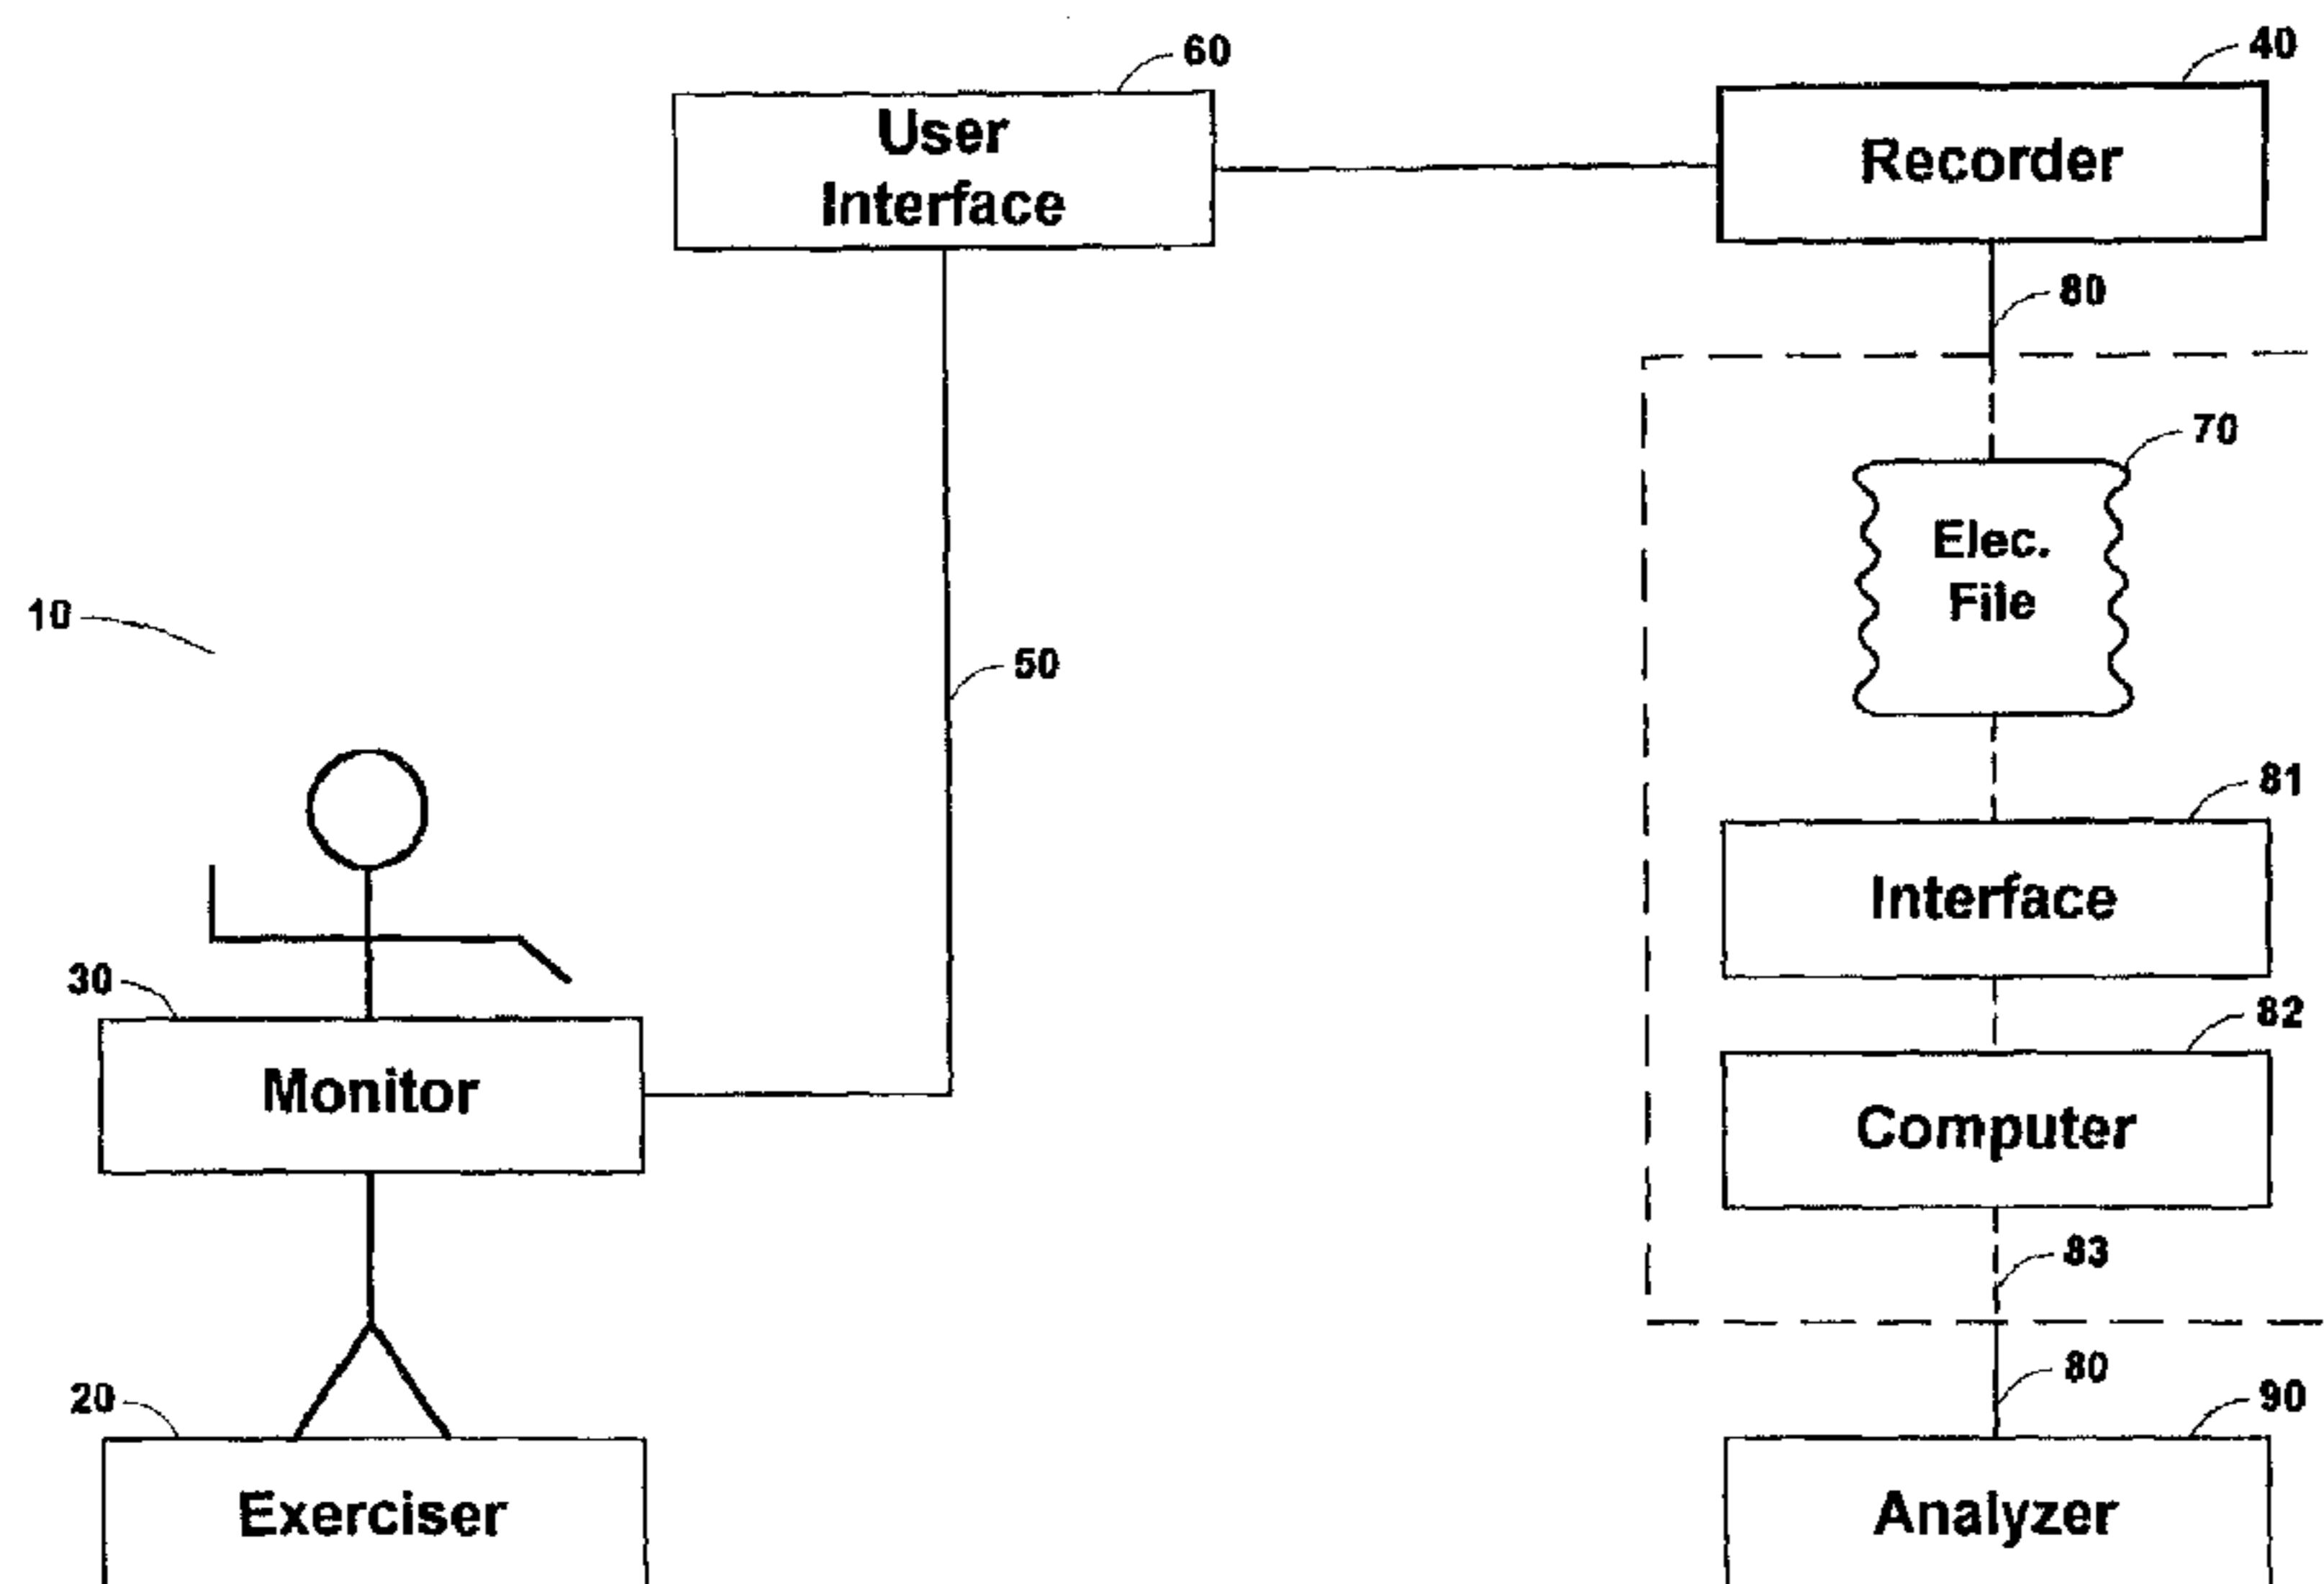 60
User
Interface
40
Recorder
80
70
Elec.
File
10
50
81
Interface
30
Monitor
82
Computer
83
80
20
Exerciser
90
Analyzer